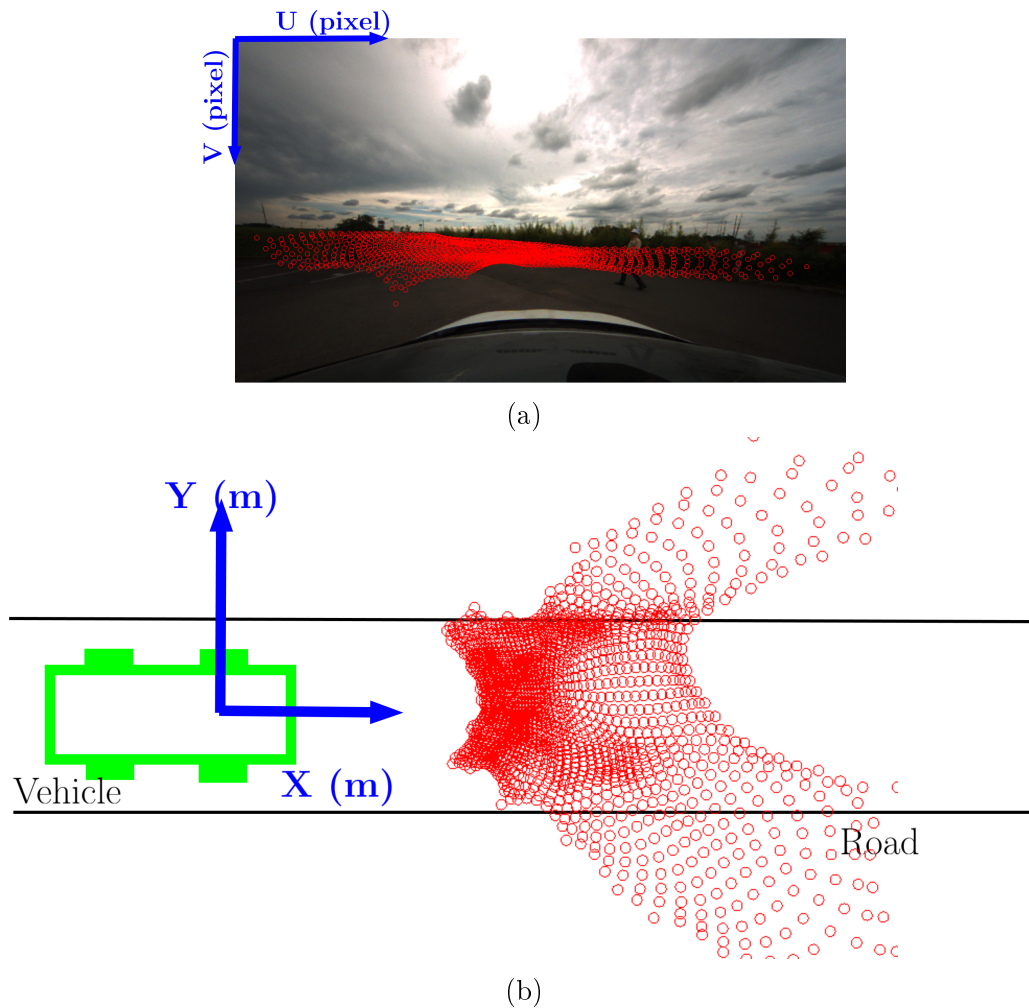 U (pixel)
V (pixel)
(a)
Y (m)
X (m)
Vehicle
Road
(b)